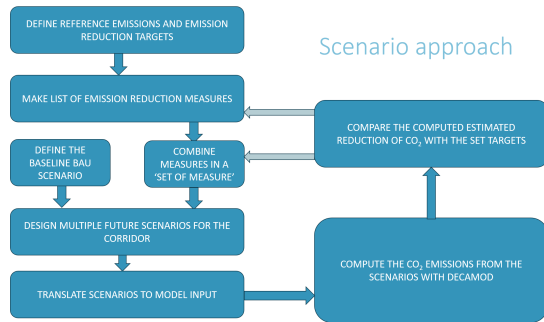 DEFINE REFERENCE EMISSIONS AND EMISSION
REDUCTION TARGETS
Scenario approach
MAKE LIST OF EMISSION REDUCTION MEASURES
DEFINE THE
BASELINE BAU
SCENARIO
COMBINE
MEASURES IN A
‘SET OF MEASURE’
COMPARE THE COMPUTED ESTIMATED
REDUCTION OF CO₂ WITH THE SET TARGETS
DESIGN MULTIPLE FUTURE SCENARIOS FOR THE
CORRIDOR
TRANSLATE SCENARIOS TO MODEL INPUT
COMPUTE THE CO₂ EMISSIONS FROM THE
SCENARIOS WITH DECAMOD